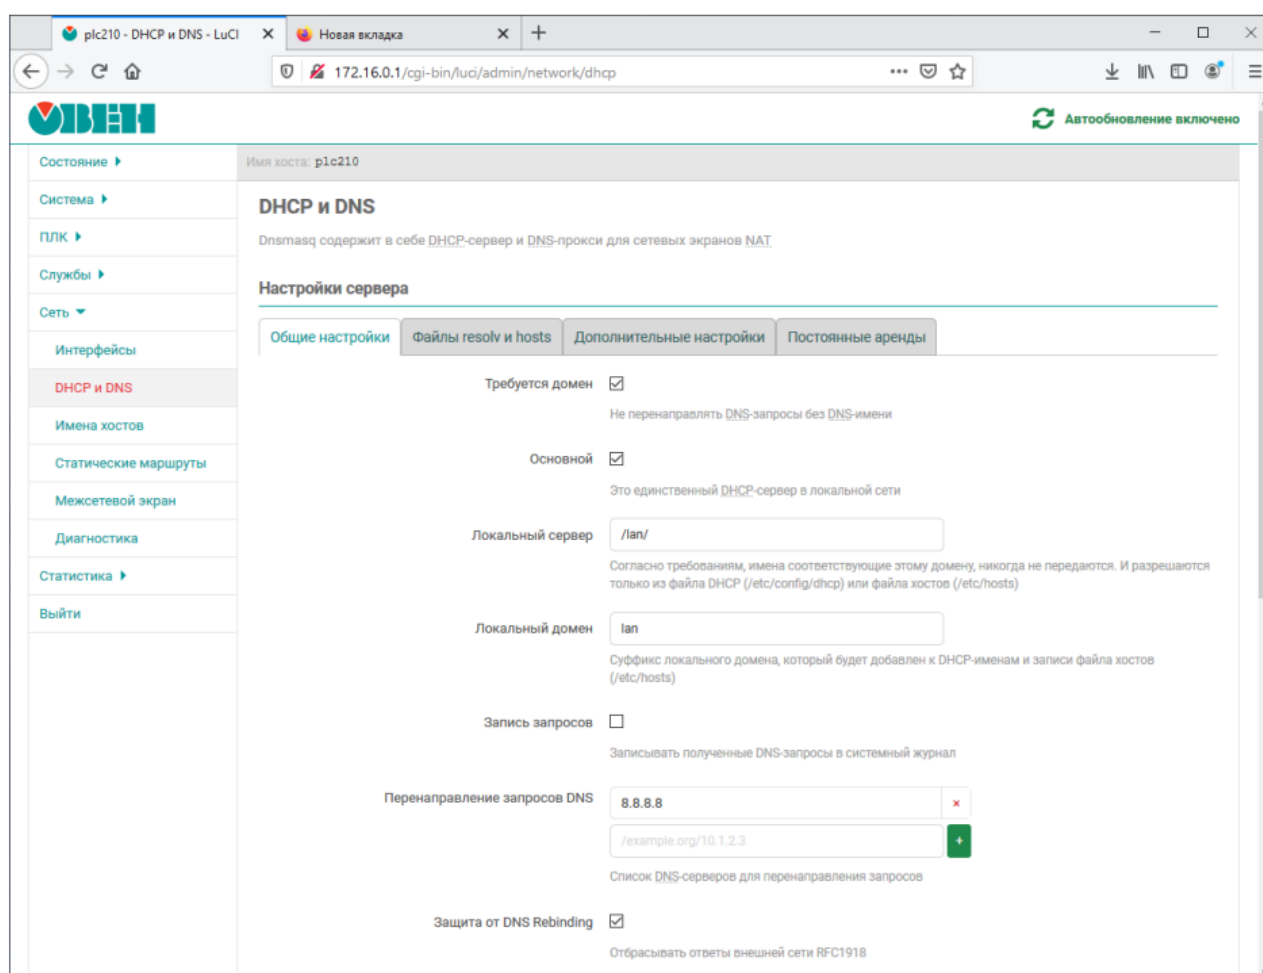 plc210 - DHCP и DNS - LuCI
Новая вкладка
172.16.0.1/cgi-bin/luci/admin/network/dhcp
ОВЕН
Автообновление включено
Состояние
Имя хоста: plc210
Система
ПЛК
Службы
Сеть
Интерфейсы
DHCP и DNS
Имена хостов
Статические маршруты
Межсетевой экран
Диагностика
Статистика
Выйти
DHCP и DNS
Dnsmasq содержит в себе DHCP-сервер и DNS-прокси для сетевых экранов NAT
Настройки сервера
Общие настройки
Файлы resolv и hosts
Дополнительные настройки
Постоянные аренды
Требуется домен
Не перенаправлять DNS-запросы без DNS-имени
Основной
Это единственный DHCP-сервер в локальной сети
Локальный сервер
/lan/
Согласно требованиям, имена соответствующие этому домену, никогда не передаются. И разрешаются
только из файла DHCP (/etc/config/dhcp) или файла хостов (/etc/hosts)
Локальный домен
lan
Суффикс локального домена, который будет добавлен к DHCP-именам и записи файла хостов
(/etc/hosts)
Запись запросов
Записывать полученные DNS-запросы в системный журнал
Перенаправление запросов DNS
8.8.8.8
/example.org/10.1.2.3
Список DNS-серверов для перенаправления запросов
Защита от DNS Rebinding
Отбрасывать ответы внешней сети RFC1918